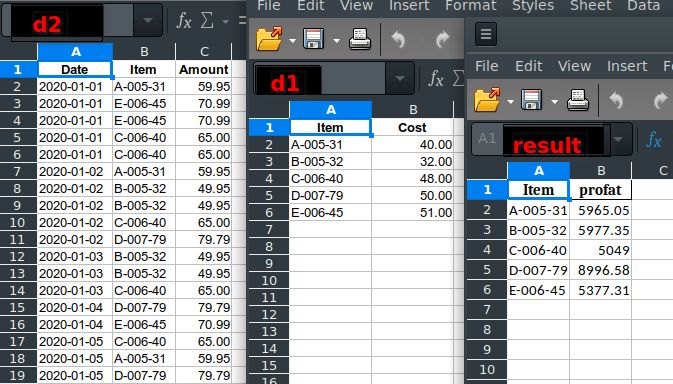 d2
fx Σ =
A B C
1 Date Item Amount
2 2020-01-01 A-005-31 59.95
3 2020-01-01 E-006-45 70.99
4 2020-01-01 E-006-45 70.99
5 2020-01-01 C-006-40 65.00
6 2020-01-01 C-006-40 65.00
7 2020-01-02 A-005-31 59.95
8 2020-01-02 B-005-32 49.95
9 2020-01-02 B-005-32 49.95
10 2020-01-02 C-006-40 65.00
11 2020-01-02 D-007-79 79.79
12 2020-01-03 B-005-32 49.95
13 2020-01-03 B-005-32 49.95
14 2020-01-03 C-006-40 65.00
15 2020-01-04 D-007-79 79.79
16 2020-01-04 E-006-45 70.99
17 2020-01-05 C-006-40 65.00
18 2020-01-05 A-005-31 59.95
19 2020-01-05 D-007-79 79.79
File Edit View Insert Format Styles Sheet Data
d1
fx Σ
A B
1 Item Cost
2 A-005-31 40.00
3 B-005-32 32.00
4 C-006-40 48.00
5 D-007-79 50.00
6 E-006-45 51.00
7
8
9
10
11
12
13
14
15
16
File Edit View Insert
A1 result fx
A B C
1 Item profat
2 A-005-31 5965.05
3 B-005-32 5977.35
4 C-006-40 5049
5 D-007-79 8996.58
6 E-006-45 5377.31
7
8
9
10